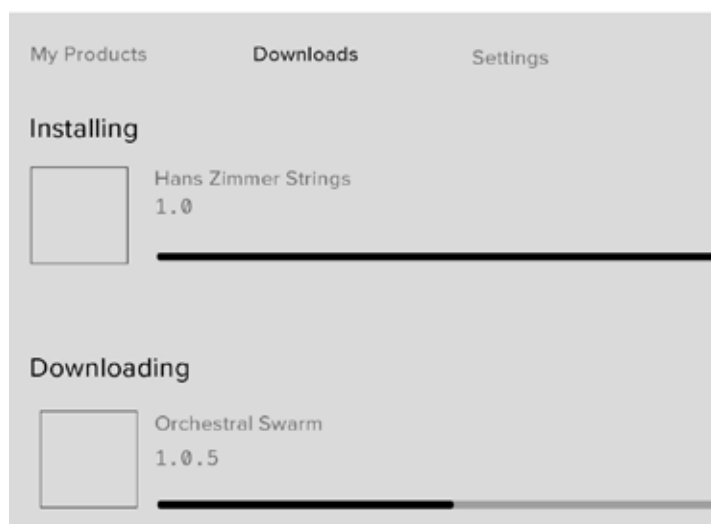 My Products Downloads Settings
Installing
Hans Zimmer Strings
1.0
Downloading
Orchestral Swarm
1.0.5